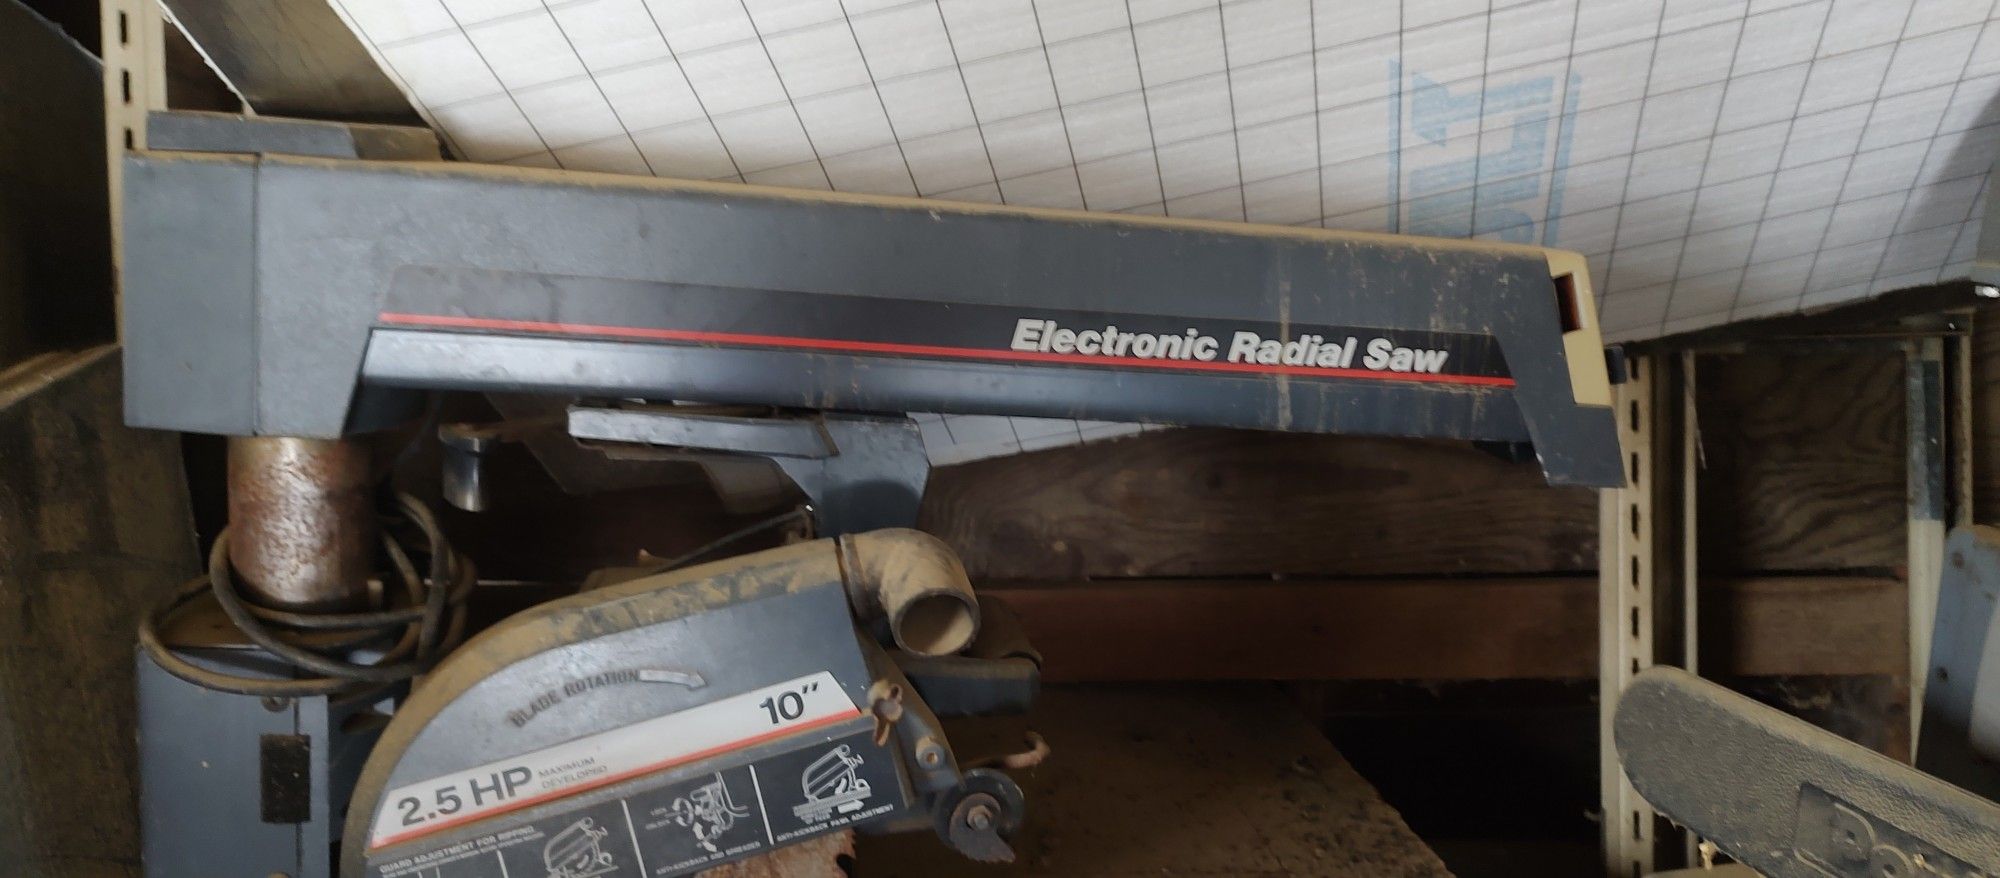 Electronic Radial Saw
BLADE ROTATION
10"
2.5 HP MAXIMUM
DEVELOPED
GUARD ADJUSTMENT FOR RIPPING
ANTI-KICKBACK AND SPREADER
ANTI-KICKBACK PAWL ADJUSTMENT